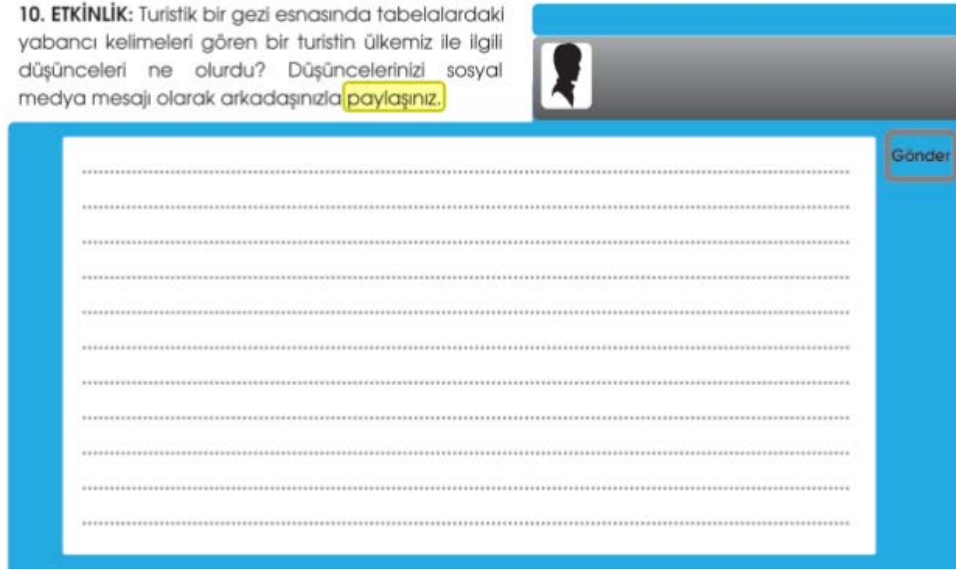 10. ETKİNLİK: Turistik bir gezi esnasında tabelalardaki
yabancı kelimeleri gören bir turistin ülkemiz ile ilgili
düşünceleri ne olurdu? Düşüncelerinizi sosyal
medya mesajı olarak arkadaşınızla paylaşınız.
Gönder